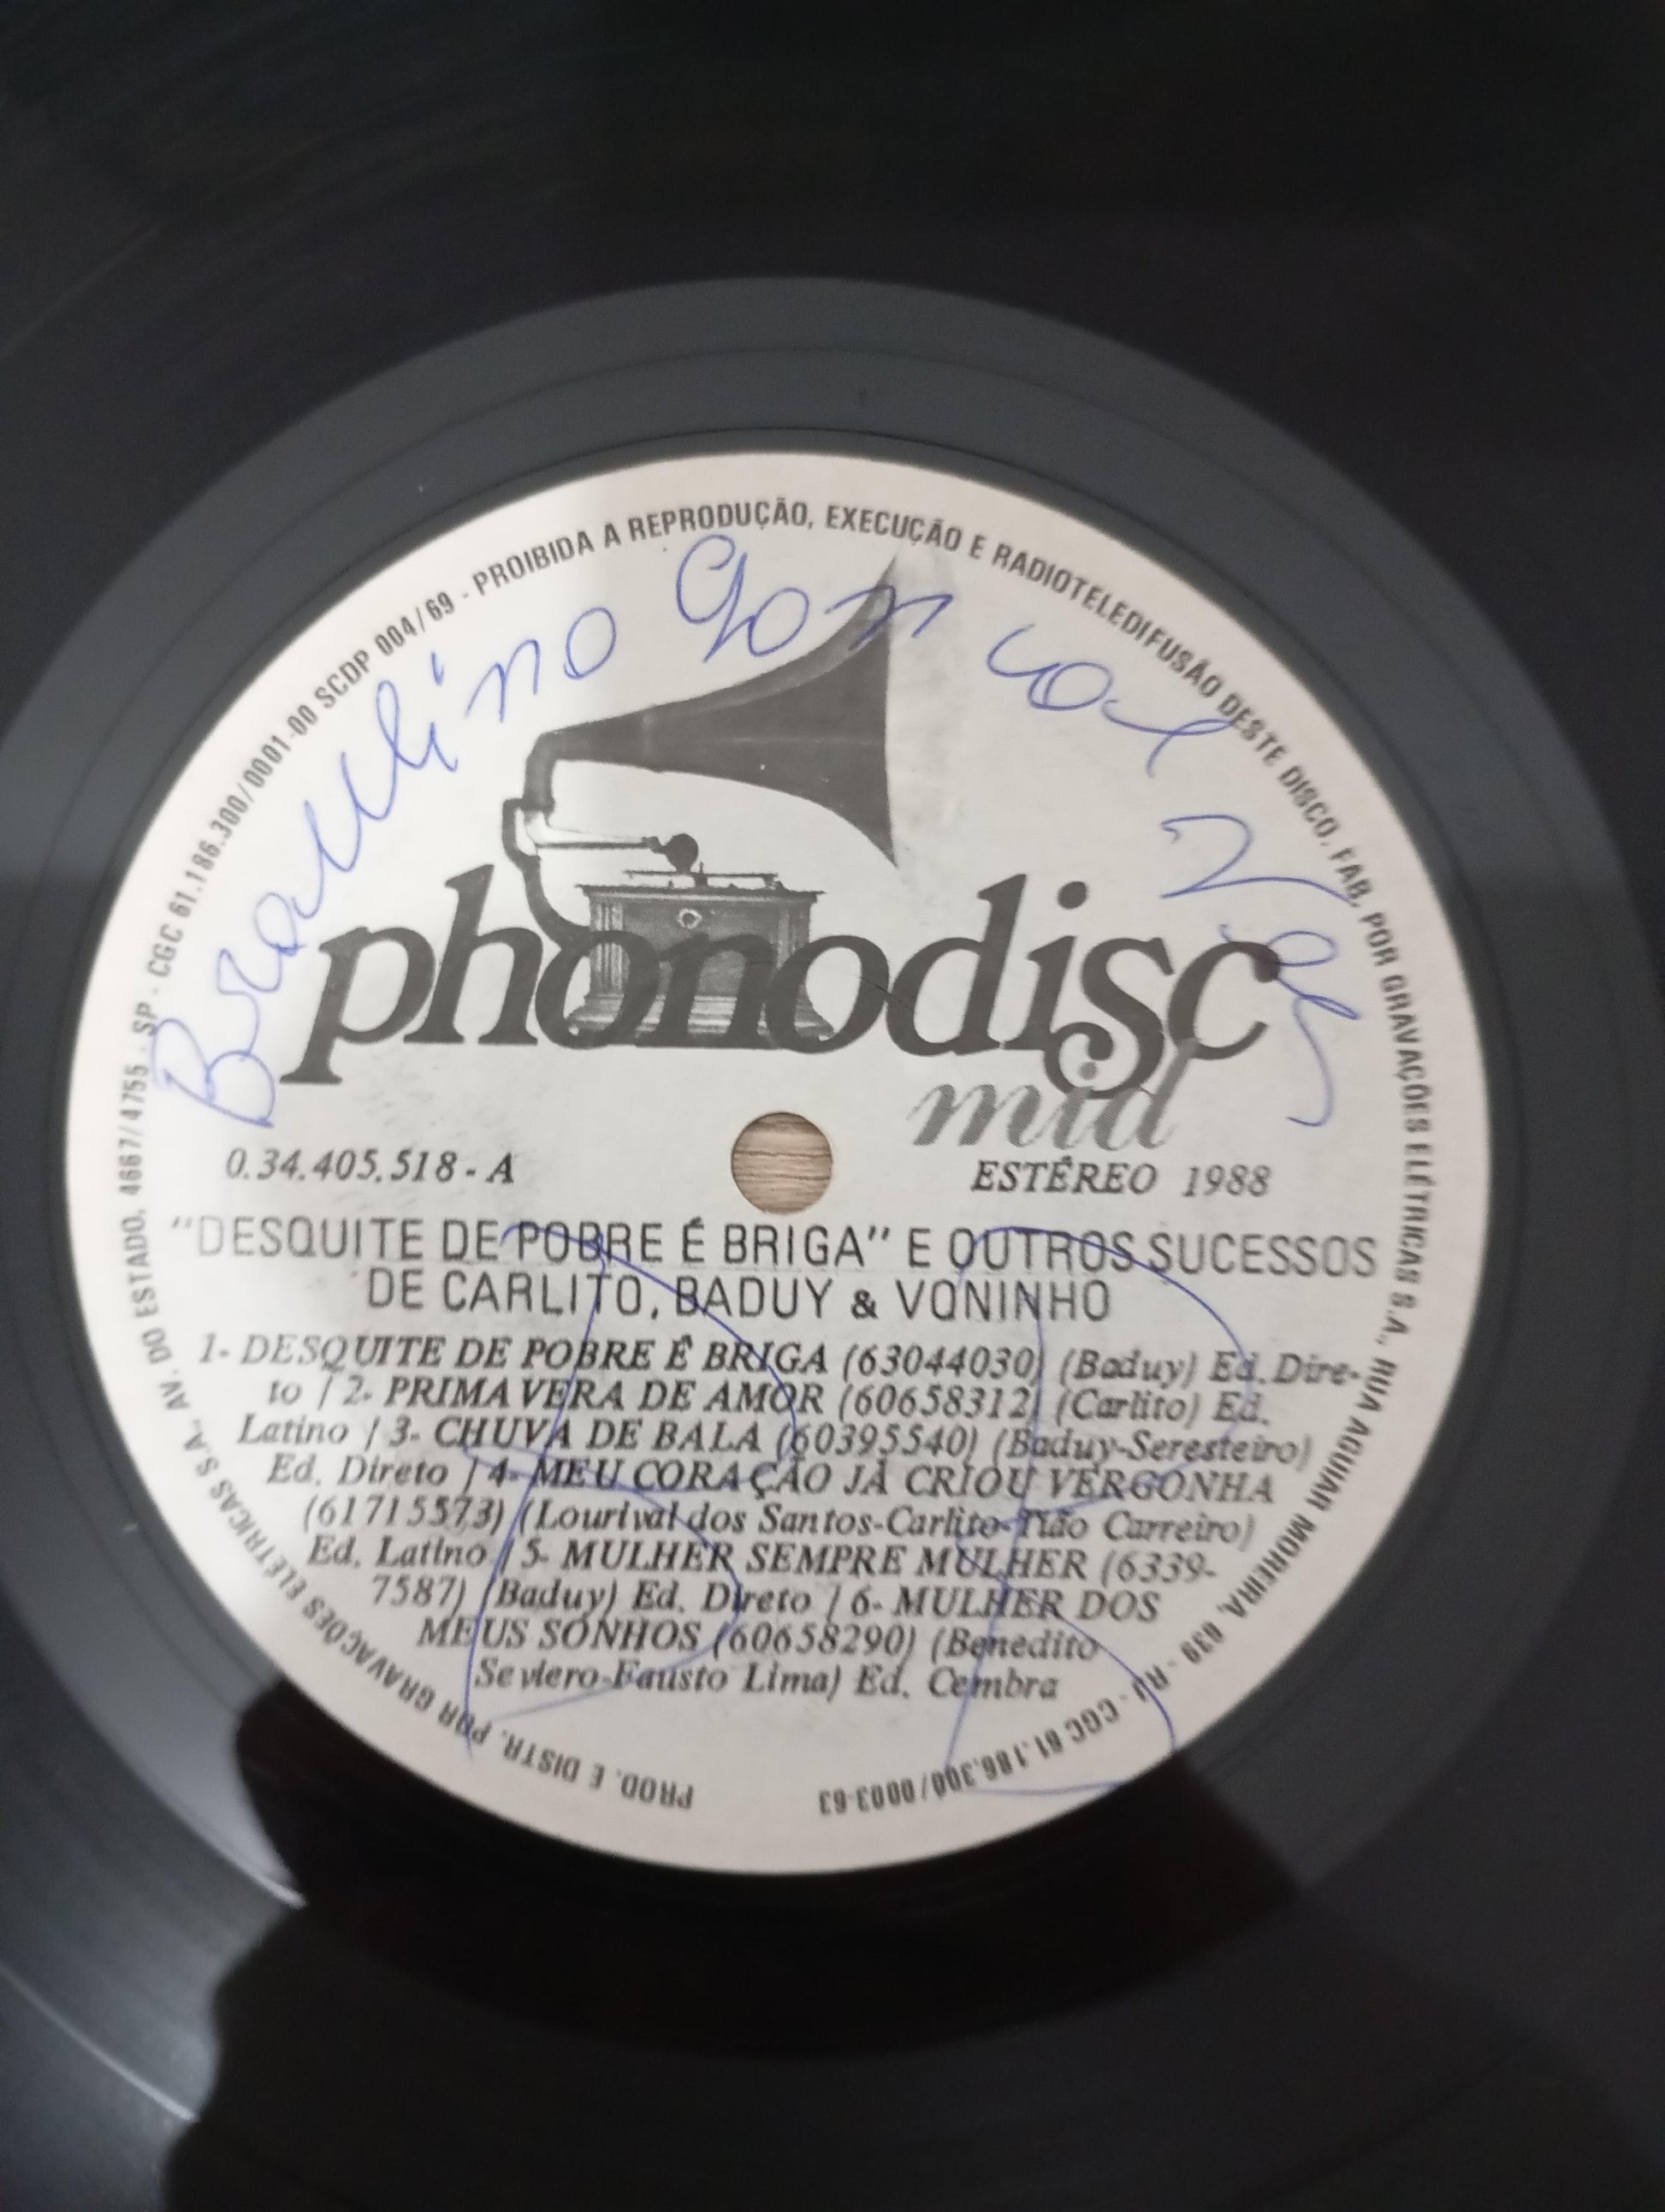 PROD. E DISTR. POR GRAVAÇÕES ELÉTRICAS S.A., AV. DO ESTADO, 4667/4755 - SP - CGC 61.186.300/0001-00 SCDP 004/69 - PROIBIDA A REPRODUÇÃO, EXECUÇÃO E RADIOTELEDIFUSÃO DESTE DISCO. FAB. POR GRAVAÇÕES ELÉTRICAS S.A., RUA AGUIAR MOREIRA, 639 - RJ - CGC 61.186.300/0003-63
Braulino Goncalves
phonodisc
mid
0.34.405.518 - A
ESTÉREO 1988
"DESQUITE DE POBRE É BRIGA" E OUTROS SUCESSOS
DE CARLITO, BADUY & VONINHO
1- DESQUITE DE POBRE Ê BRIGA (63044030) (Baduy) Ed. Dire-
to / 2- PRIMAVERA DE AMOR (60658312) (Carlito) Ed.
Latino / 3- CHUVA DE BALA (60395540) (Baduy-Seresteiro)
Ed. Direto / 4- MEU CORAÇÃO JÁ CRIOU VERGONHA
(61715573) (Lourival dos Santos-Carlito-Tião Carreiro)
Ed. Latino / 5- MULHER SEMPRE MULHER (6339-
7587) (Baduy) Ed. Direto / 6- MULHER DOS
MEUS SONHOS (60658290) (Benedito
Seviero-Fausto Lima) Ed. Cembra